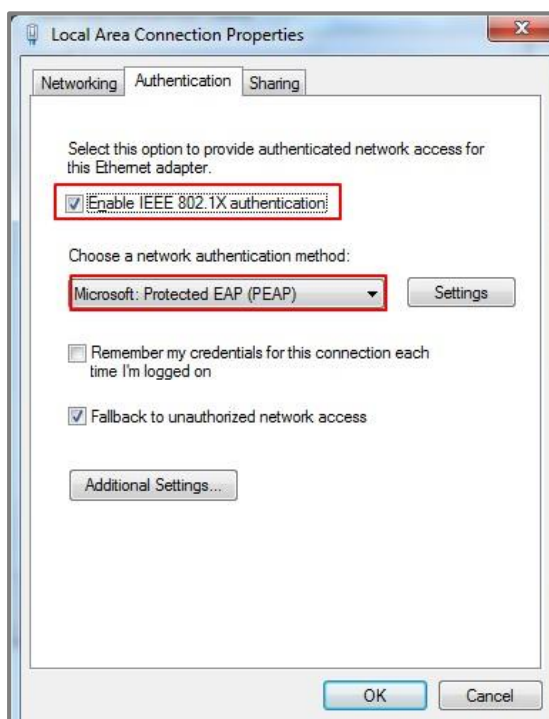 Local Area Connection Properties
Networking Authentication Sharing
Select this option to provide authenticated network access for
this Ethernet adapter.
Enable IEEE 802.1X authentication
Choose a network authentication method:
Microsoft: Protected EAP (PEAP) Settings
Remember my credentials for this connection each
time I'm logged on
Fallback to unauthorized network access
Additional Settings...
OK Cancel